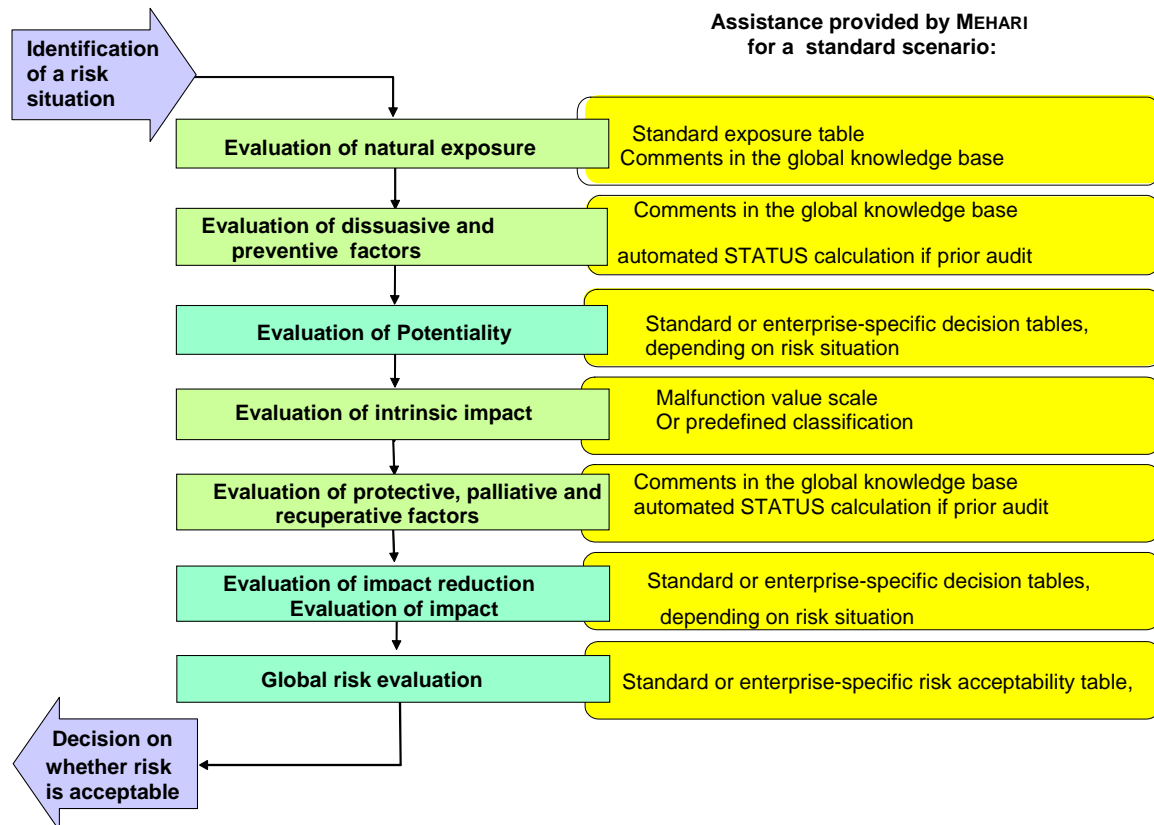 Assistance provided by MEHARI
for a standard scenario:
Identification
of a risk
situation
Evaluation of natural exposure
Standard exposure table
Comments in the global knowledge base
Evaluation of dissuasive and
preventive factors
Comments in the global knowledge base
automated STATUS calculation if prior audit
Evaluation of Potentiality
Standard or enterprise-specific decision tables,
depending on risk situation
Evaluation of intrinsic impact
Malfunction value scale
Or predefined classification
Evaluation of protective, palliative and
recuperative factors
Comments in the global knowledge base
automated STATUS calculation if prior audit
Evaluation of impact reduction
Evaluation of impact
Standard or enterprise-specific decision tables,
depending on risk situation
Global risk evaluation
Standard or enterprise-specific risk acceptability table,
Decision on
whether risk
is acceptable